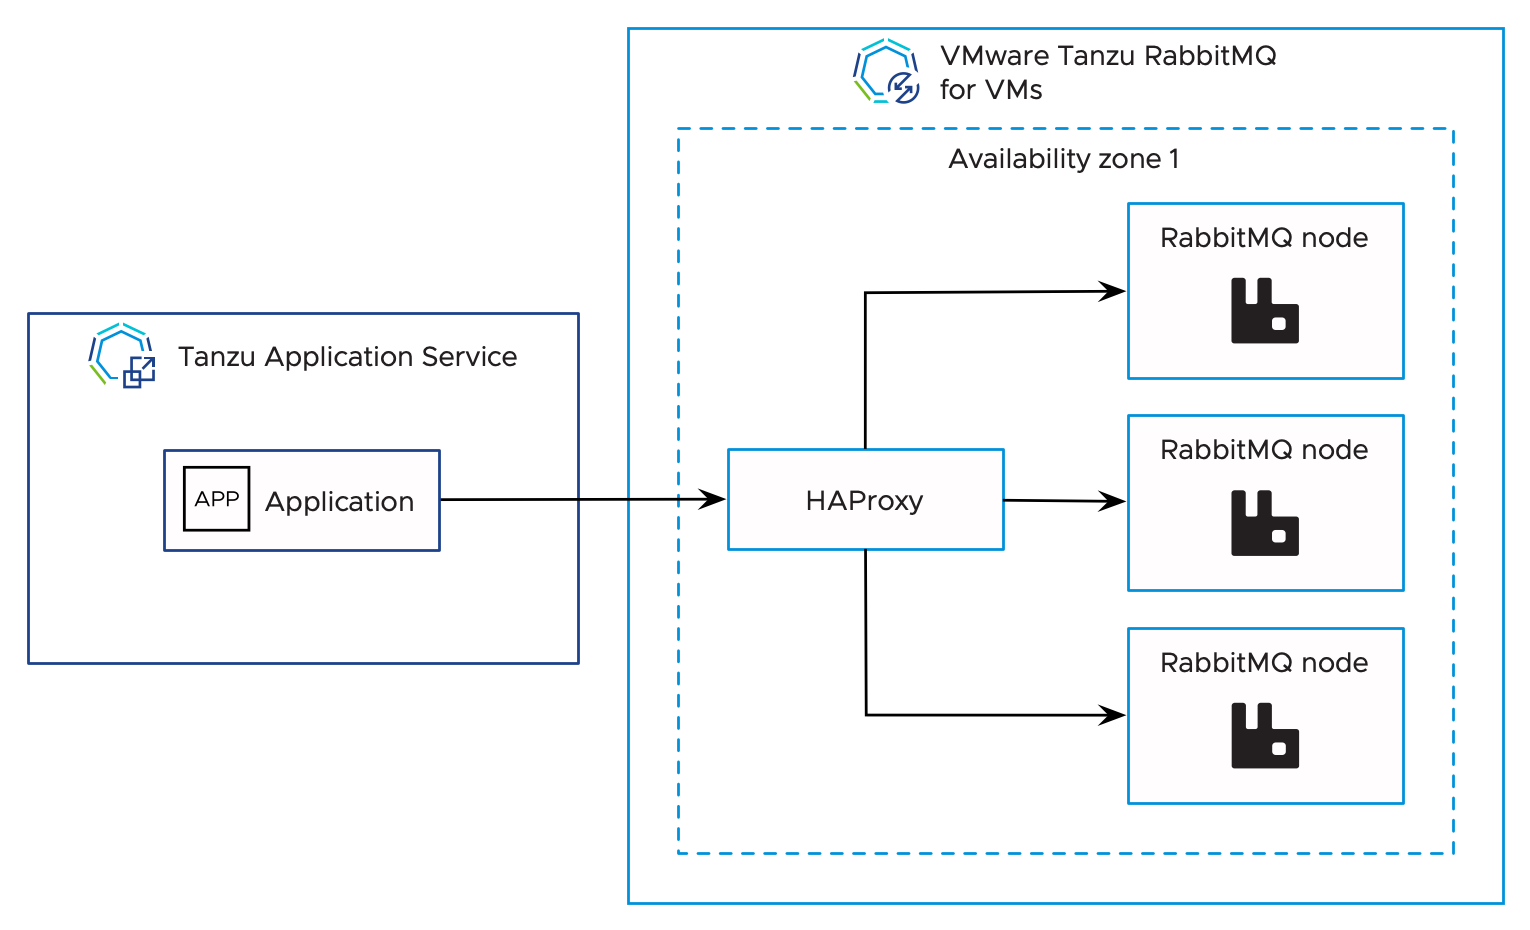 VMware Tanzu RabbitMQ
for VMs
Availability zone 1
RabbitMQ node
Tanzu Application Service
RabbitMQ node
APP
Application
HAProxy
RabbitMQ node